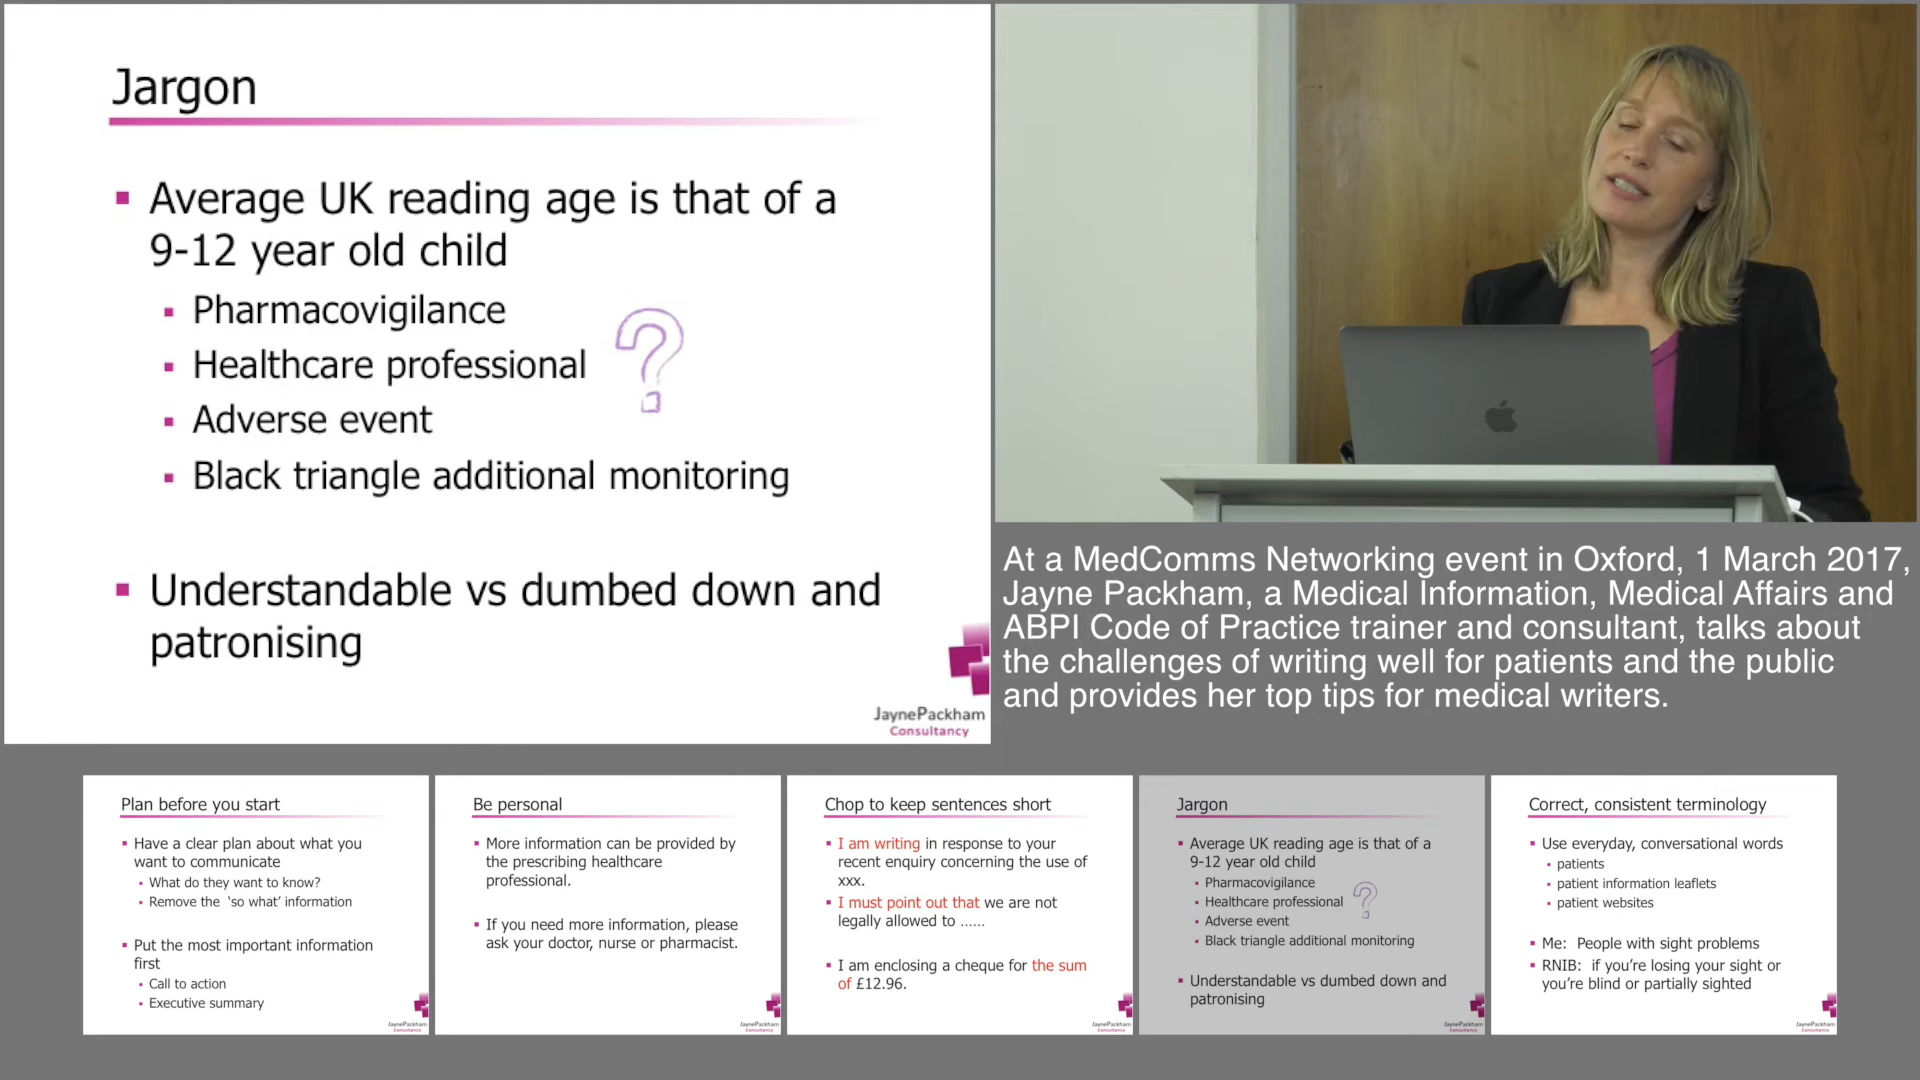 Jargon
Average UK reading age is that of a
9-12 year old child
Pharmacovigilance
Healthcare professional
?
Adverse event
Black triangle additional monitoring
Understandable vs dumbed down and
patronising
JaynePackham
Consultancy
At a MedComms Networking event in Oxford, 1 March 2017,
Jayne Packham, a Medical Information, Medical Affairs and
ABPI Code of Practice trainer and consultant, talks about
the challenges of writing well for patients and the public
and provides her top tips for medical writers.
Plan before you start
Have a clear plan about what you
want to communicate
What do they want to know?
Remove the ‘so what’ information
Put the most important information
first
Call to action
Executive summary
JaynePackham
Consultancy
Be personal
More information can be provided by
the prescribing healthcare
professional.
If you need more information, please
ask your doctor, nurse or pharmacist.
JaynePackham
Consultancy
Chop to keep sentences short
I am writing in response to your
recent enquiry concerning the use of
xxx.
I must point out that we are not
legally allowed to ......
I am enclosing a cheque for the sum
of £12.96.
JaynePackham
Consultancy
Jargon
Average UK reading age is that of a
9-12 year old child
Pharmacovigilance
Healthcare professional
?
Adverse event
Black triangle additional monitoring
Understandable vs dumbed down and
patronising
JaynePackham
Consultancy
Correct, consistent terminology
Use everyday, conversational words
patients
patient information leaflets
patient websites
Me: People with sight problems
RNIB: if you’re losing your sight or
you’re blind or partially sighted
JaynePackham
Consultancy